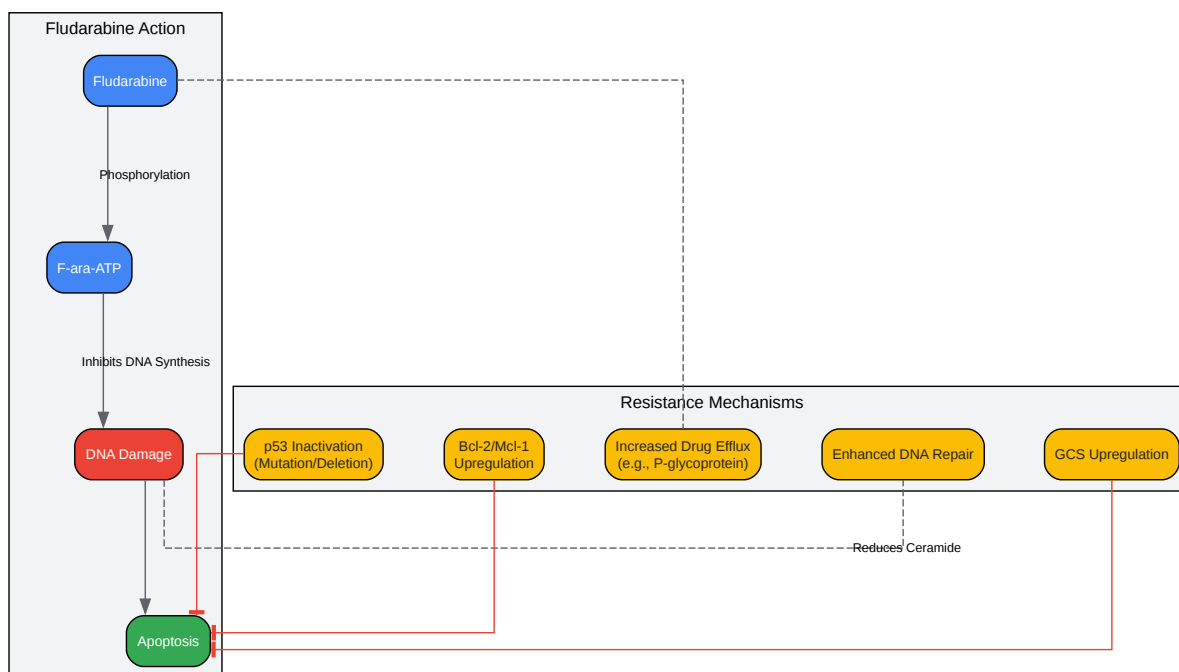 Fludarabine Action
Fludarabine
Phosphorylation
F-ara-ATP
Inhibits DNA Synthesis
Resistance Mechanisms
DNA Damage
p53 Inactivation
(Mutation/Deletion)
Bcl-2/Mcl-1
Upregulation
Increased Drug Efflux
(e.g., P-glycoprotein)
Enhanced DNA Repair
GCS Upregulation
Reduces Ceramide
Apoptosis